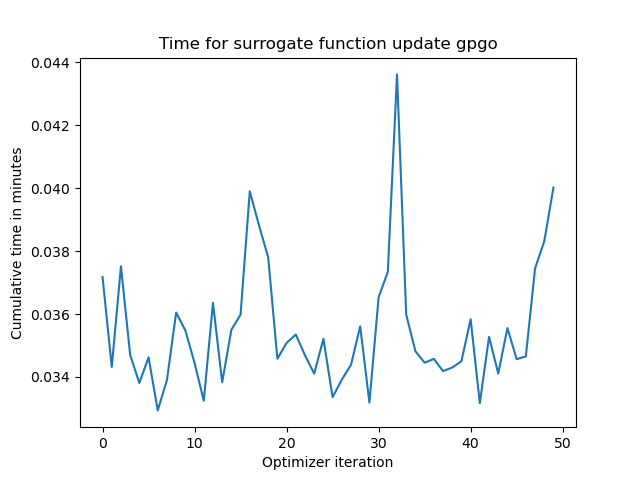 Time for surrogate function update gpgo
Cumulative time in minutes
0.044
0.042
0.040
0.038
0.036
0.034
0 10 20 30 40 50
Optimizer iteration